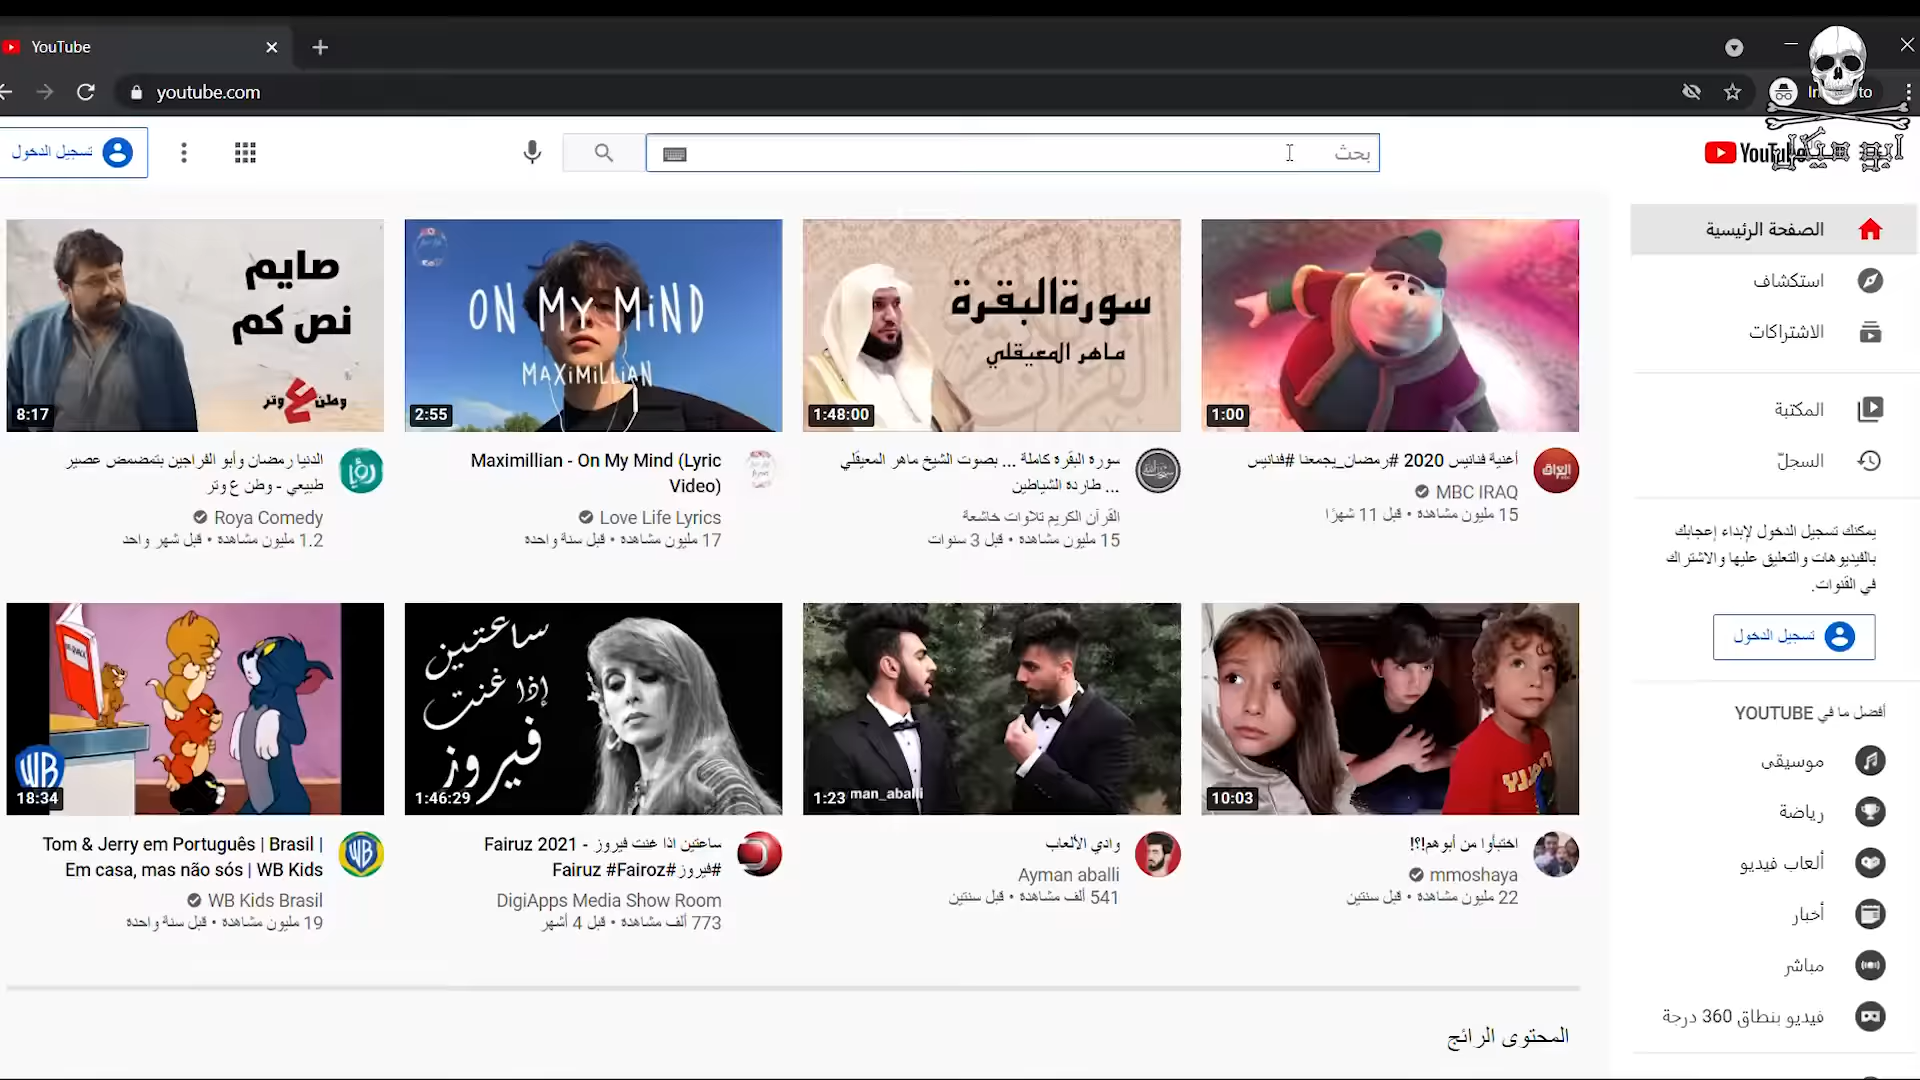 YouTube
youtube.com
تسجيل الدخول
بحث
YouTube
صايم
نص كم
وطن ع وتر
8:17
ON MY MiND
MAXiMiLLiAN
2:55
سورة البقرة
ماهر المعيقلي
1:48:00
1:00
الصفحة الرئيسية
استكشاف
الاشتراكات
المكتبة
السجلّ
أغنية فنانيس 2020 #رمضان_يجمعنا #فنانيس
MBC IRAQ
15 مليون مشاهدة • قبل 11 شهرًا
سورة البقرة كاملة ... بصوت الشيخ ماهر المعيقلي
... طاردة الشياطين
القرآن الكريم تلاوات خاشعة
15 مليون مشاهدة • قبل 3 سنوات
Maximillian - On My Mind (Lyric
Video)
Love Life Lyrics
17 مليون مشاهدة • قبل سنة واحدة
الدنيا رمضان وأبو الفراجين بتمضمض عصير
طبيعي - وطن ع وتر
Roya Comedy
1.2 مليون مشاهدة • قبل شهر واحد
يمكنك تسجيل الدخول لإبداء إعجابك
بالفيديوهات والتعليق عليها والاشتراك
في القنوات.
تسجيل الدخول
أفضل ما في YOUTUBE
موسيقى
رياضة
ألعاب فيديو
أخبار
مباشر
فيديو بنطاق 360 درجة
10:03
man_aballi
1:23
ساعتين
إذا غنت
فيروز
1:46:29
WB
18:34
اختبأوا من أبوهم!؟!
mmoshaya
22 مليون مشاهدة • قبل سنتين
وادي الألعاب
Ayman aballi
541 ألف مشاهدة • قبل سنتين
ساعتين اذا غنت فيروز - Fairuz 2021
#فيروز#Fairuz #Fairoz
DigiApps Media Show Room
773 ألف مشاهدة • قبل 4 أشهر
Tom & Jerry em Português | Brasil |
Em casa, mas não sós | WB Kids
WB Kids Brasil
19 مليون مشاهدة • قبل سنة واحدة
المحتوى الرائج